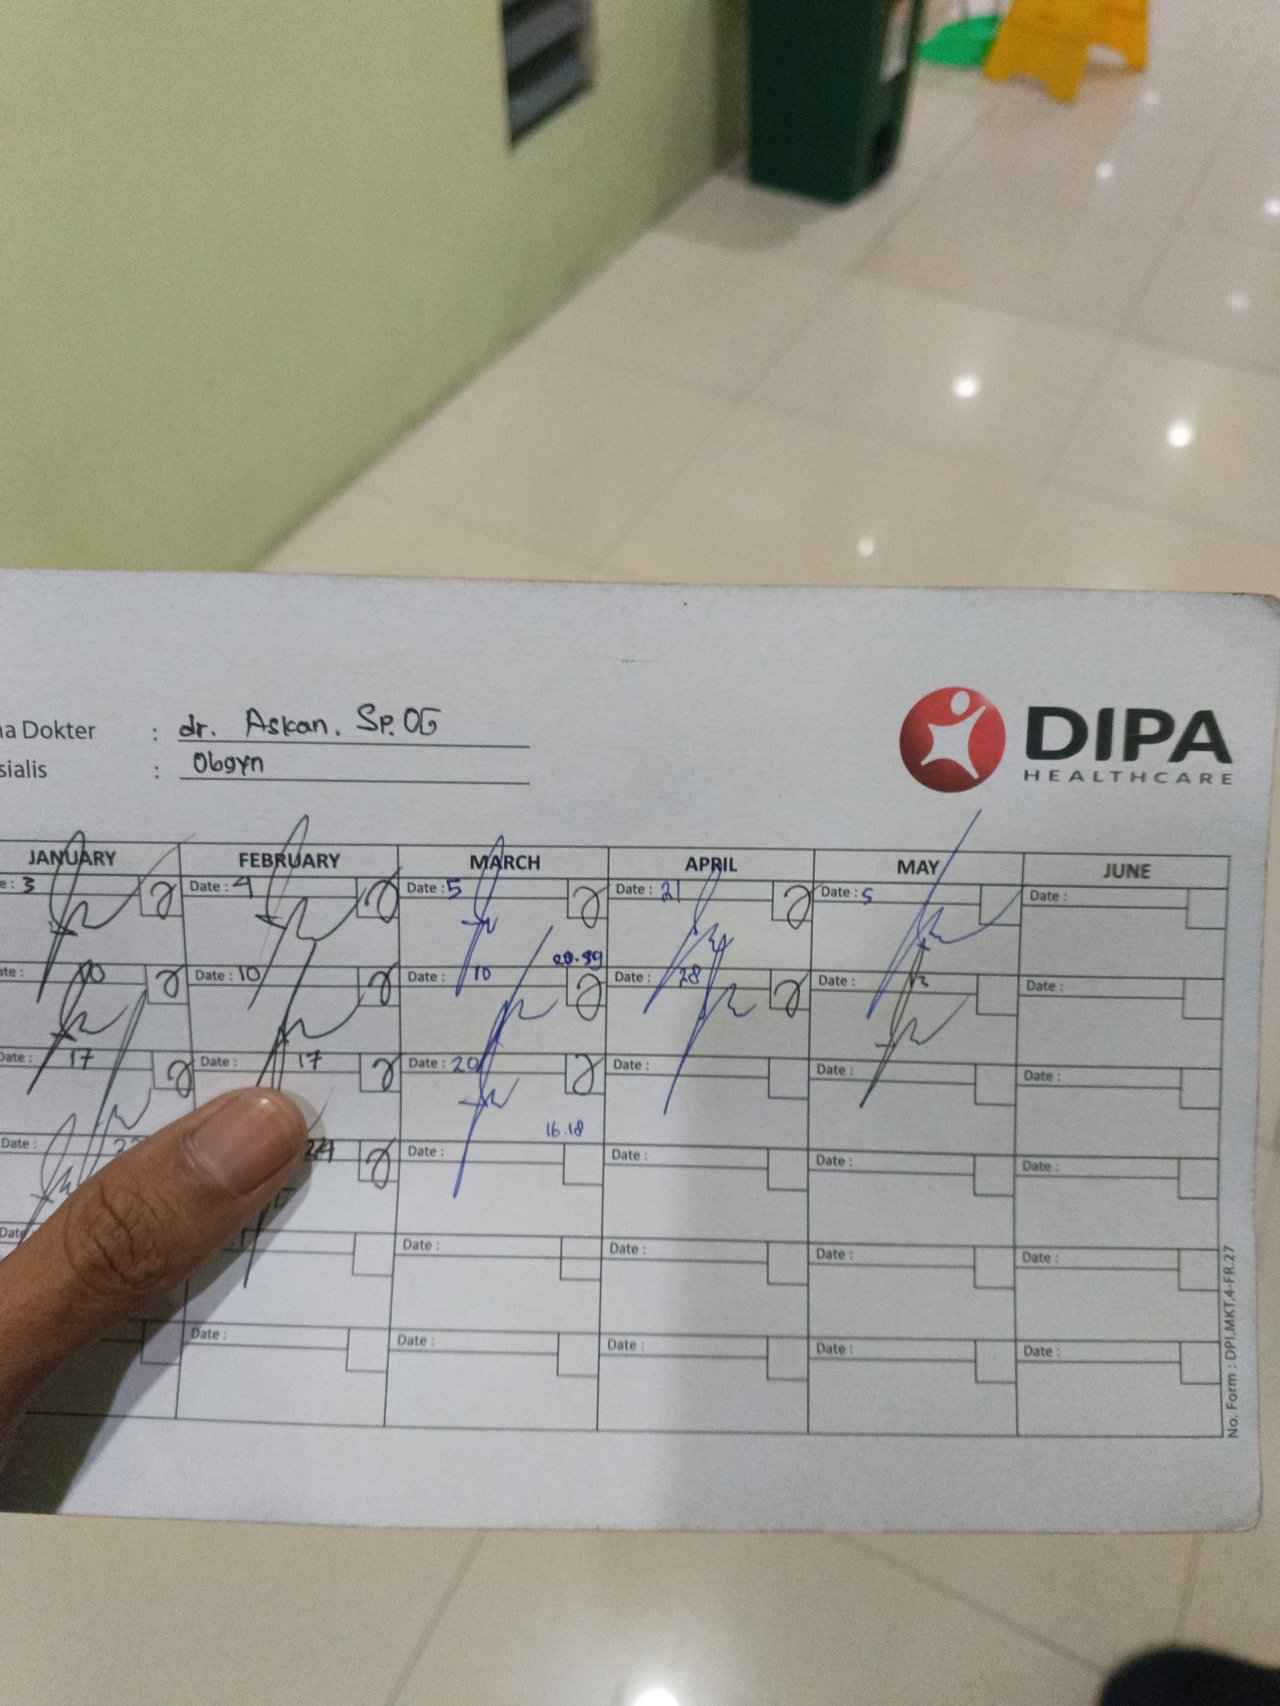 Dokter : dr. Askan. Sp.OG
sialis : Obgyn
DIPA
HEALTHCARE
JANUARY FEBRUARY MARCH APRIL MAY JUNE
: 3 Date : 4 Date : 5 Date : 21 Date : 5 Date :
10 Date : 10 Date : 10 Date : 28 Date : Date :
Date : 17 Date : 17 Date : 20 Date : Date : Date :
16.18
Date : 24 Date : Date : Date : Date :
Date : Date : Date : Date :
Date : Date : Date : Date : Date :
No. Form : DPI.MKT.4-FR.27